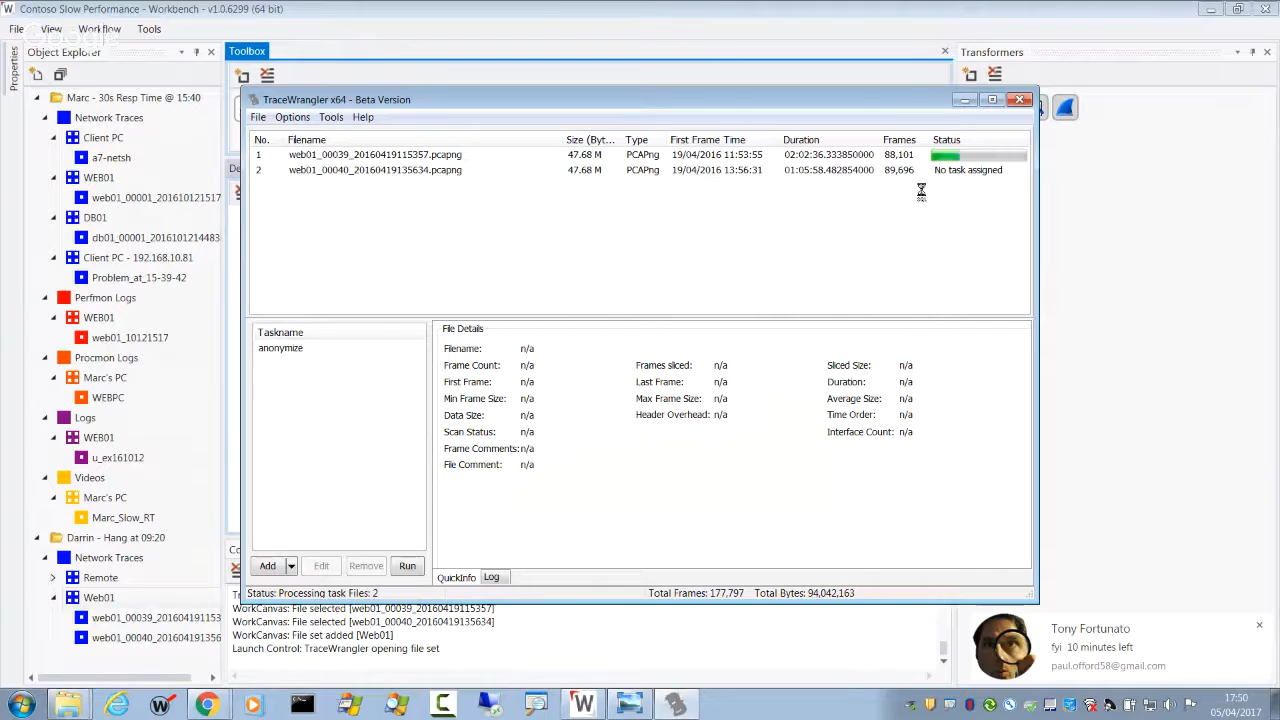 Contoso Slow Performance - Workbench - v1.0.6299 (64 bit)
File View Workflow Tools
Google
Properties
Object Explorer
Toolbox
Transformers
Marc - 30s Resp Time @ 15:40
Network Traces
Client PC
a7-netsh
WEB01
web01_00001_201610121517
DB01
db01_00001_2016101214483
Client PC - 192.168.10.81
Problem_at_15-39-42
Perfmon Logs
WEB01
web01_10121517
Procmon Logs
Marc's PC
WEBPC
Logs
WEB01
u_ex161012
Videos
Marc's PC
Marc_Slow_RT
Darrin - Hang at 09:20
Network Traces
Remote
Web01
web01_00039_201604191153
web01_00040_201604191356
De
Co
TraceWrangler x64 - Beta Version
File Options Tools Help
No. Filename Size (Byt... Type First Frame Time Duration Frames Status
1 web01_00039_20160419115357.pcapng 47.68 M PCAPng 19/04/2016 11:53:55 02:02:36.333850000 88,101
2 web01_00040_20160419135634.pcapng 47.68 M PCAPng 19/04/2016 13:56:31 01:05:58.482854000 89,696 No task assigned
Taskname
anonymize
Add Edit Remove Run
File Details
Filename: n/a
Frame Count: n/a Frames sliced: n/a Sliced Size: n/a
First Frame: n/a Last Frame: n/a Duration: n/a
Min Frame Size: n/a Max Frame Size: n/a Average Size: n/a
Data Size: n/a Header Overhead: n/a Time Order: n/a
Scan Status: n/a Interface Count: n/a
Frame Comments: n/a
File Comment: n/a
QuickInfo Log
Status: Processing task Files: 2 Total Frames: 177,797 Total Bytes: 94,042,163
WorkCanvas: File selected [web01_00039_20160419115357]
WorkCanvas: File selected [web01_00040_20160419135634]
WorkCanvas: File set added [Web01]
Launch Control: TraceWrangler opening file set
Tony Fortunato
fyi 10 minutes left
paul.offord58@gmail.com
17:50
05/04/2017